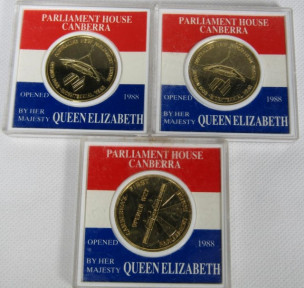 PARLIAMENT HOUSE
CANBERRA
OPENED 1988
BY HER
MAJESTY QUEEN ELIZABETH
PARLIAMENT HOUSE
CANBERRA
OPENED 1988
BY HER
MAJESTY QUEEN ELIZABETH
PARLIAMENT HOUSE
CANBERRA
OPENED 1988
BY HER
MAJESTY QUEEN ELIZABETH